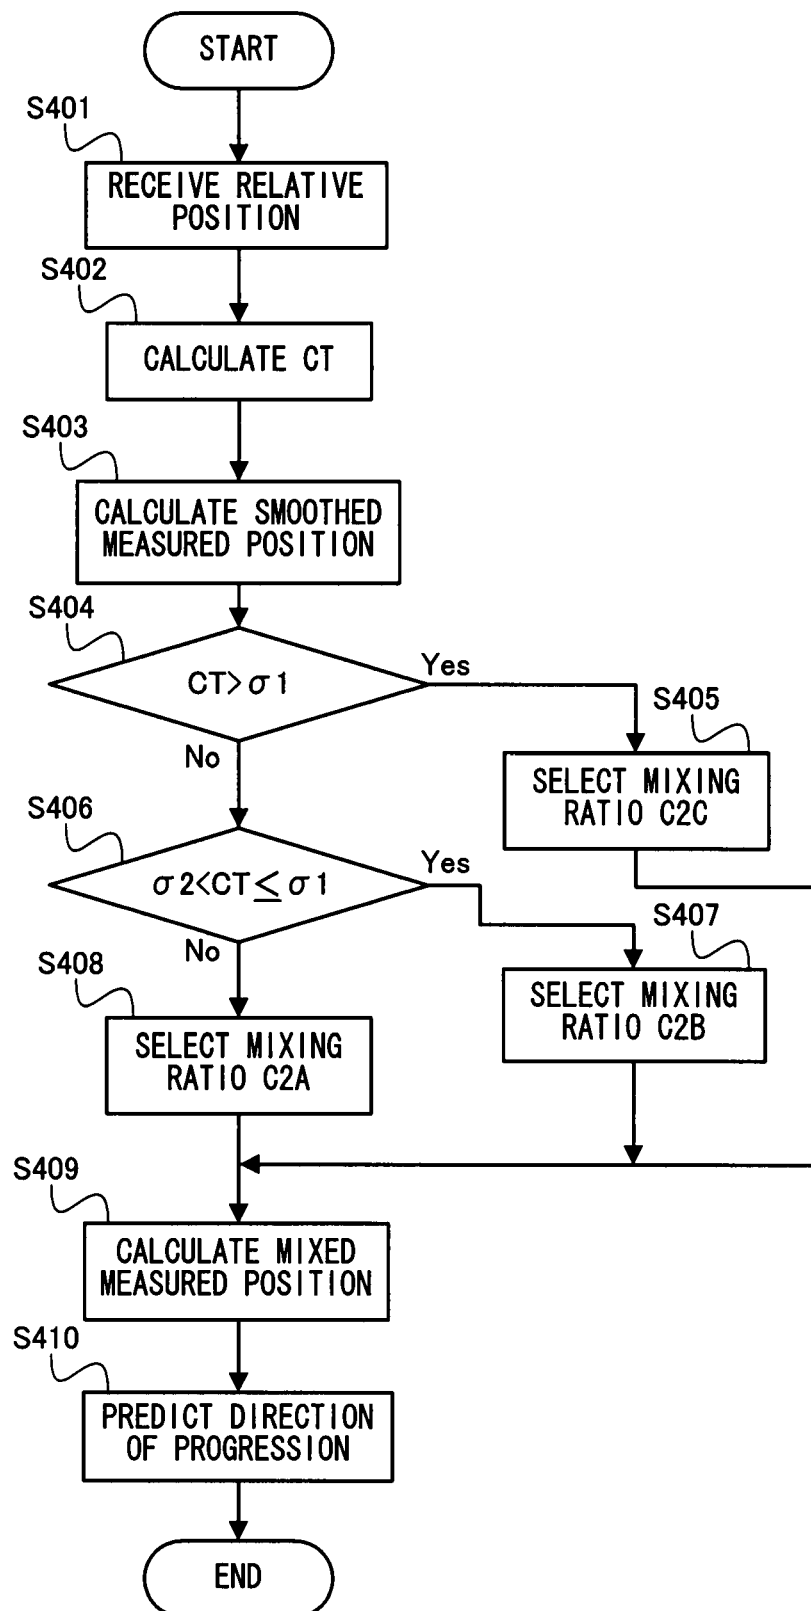 START
S401
RECEIVE RELATIVE
POSITION
S402
CALCULATE CT
S403
CALCULATE SMOOTHED
MEASURED POSITION
S404
CT>σ1
Yes
No
S405
SELECT MIXING
RATIO C2C
S406
σ2<CT≤σ1
Yes
No
S407
SELECT MIXING
RATIO C2B
S408
SELECT MIXING
RATIO C2A
S409
CALCULATE MIXED
MEASURED POSITION
S410
PREDICT DIRECTION
OF PROGRESSION
END